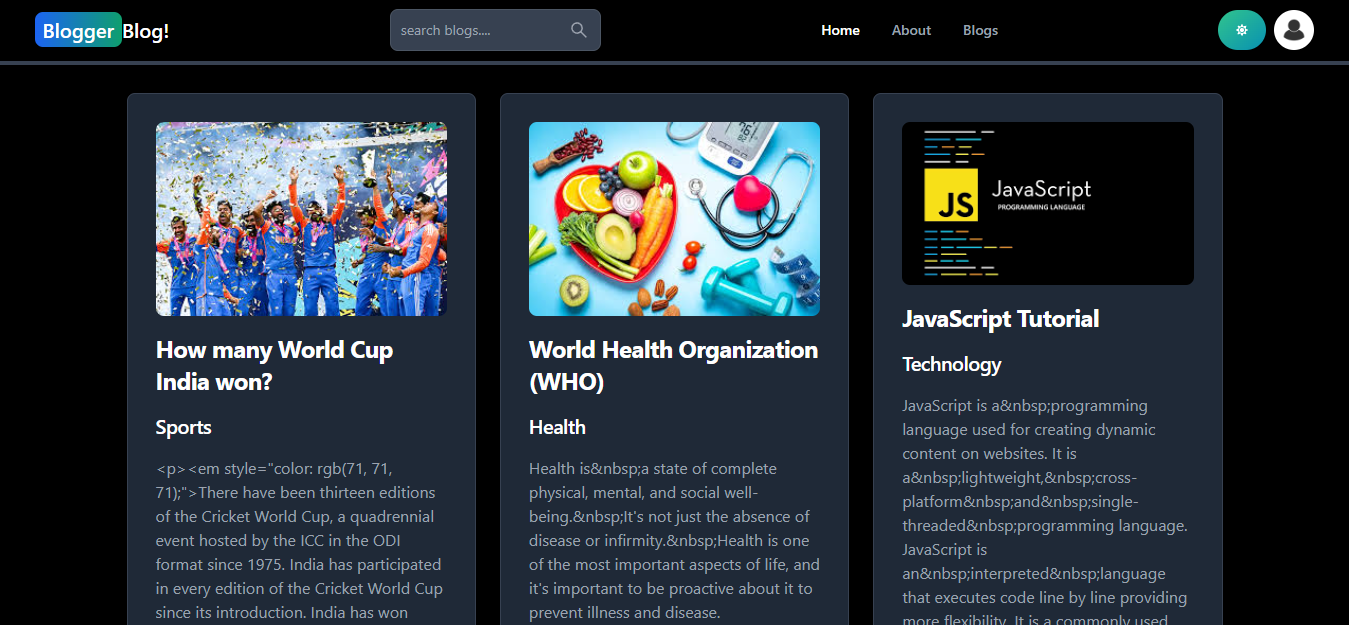 Blogger Blog!
search blogs....
Home
About
Blogs
How many World Cup
India won?
Sports
<p><em style="color: rgb(71, 71,
71);">There have been thirteen editions
of the Cricket World Cup, a quadrennial
event hosted by the ICC in the ODI
format since 1975. India has participated
in every edition of the Cricket World Cup
since its introduction. India has won
World Health Organization
(WHO)
Health
Health is&nbsp;a state of complete
physical, mental, and social well-
being.&nbsp;It's not just the absence of
disease or infirmity.&nbsp;Health is one
of the most important aspects of life, and
it's important to be proactive about it to
prevent illness and disease.
JS
JavaScript
PROGRAMMING LANGUAGE
JavaScript Tutorial
Technology
JavaScript is a&nbsp;programming
language used for creating dynamic
content on websites. It is
a&nbsp;lightweight,&nbsp;cross-
platform&nbsp;and&nbsp;single-
threaded&nbsp;programming language.
JavaScript is
an&nbsp;interpreted&nbsp;language
that executes code line by line providing
more flexibility. It is a commonly used